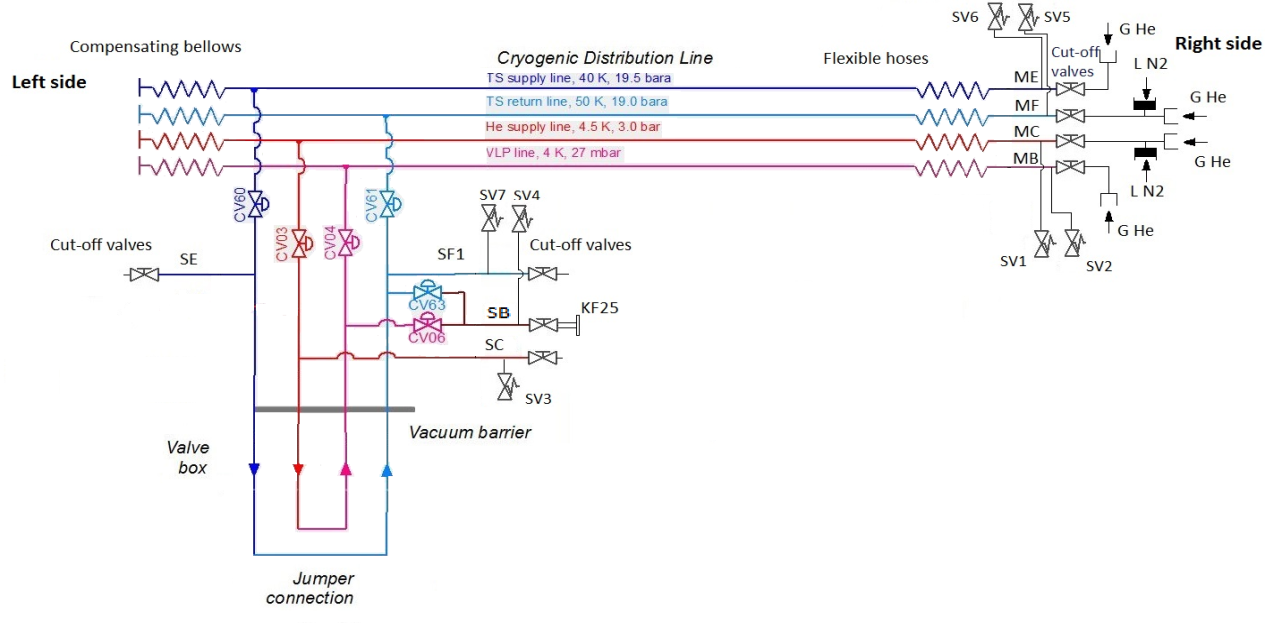 SV6
SV5
G He
Right side
Compensating bellows
Cryogenic Distribution Line
Flexible hoses
Cut-off
valves
L N2
Left side
TS supply line, 40 K, 19.5 bara
ME
TS return line, 50 K, 19.0 bara
MF
G He
He supply line, 4.5 K, 3.0 bar
MC
VLP line, 4 K, 27 mbar
MB
G He
L N2
CV60
CV61
SV7
SV4
CV03
CV04
G He
Cut-off valves
SE
SF1
Cut-off valves
SV1
SV2
CV63
SB
KF25
CV06
SC
SV3
Vacuum barrier
Valve
box
Jumper
connection